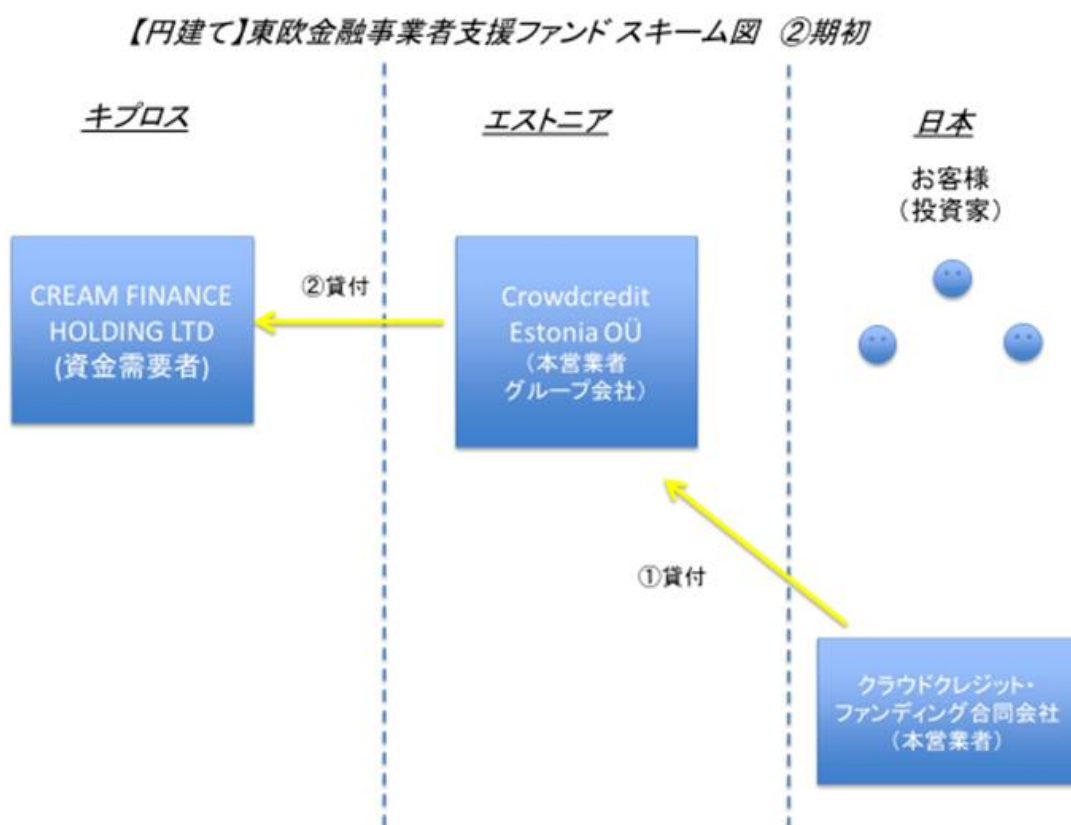 【円建て】東欧金融事業者支援ファンド スキーム図 ②期初
キプロス
エストニア
日本
お客様
（投資家）
CREAM FINANCE
HOLDING LTD
(資金需要者)
②貸付
Crowdcredit
Estonia OÜ
（本営業者
グループ会社）
①貸付
クラウドクレジット・
ファンディング合同会社
（本営業者）